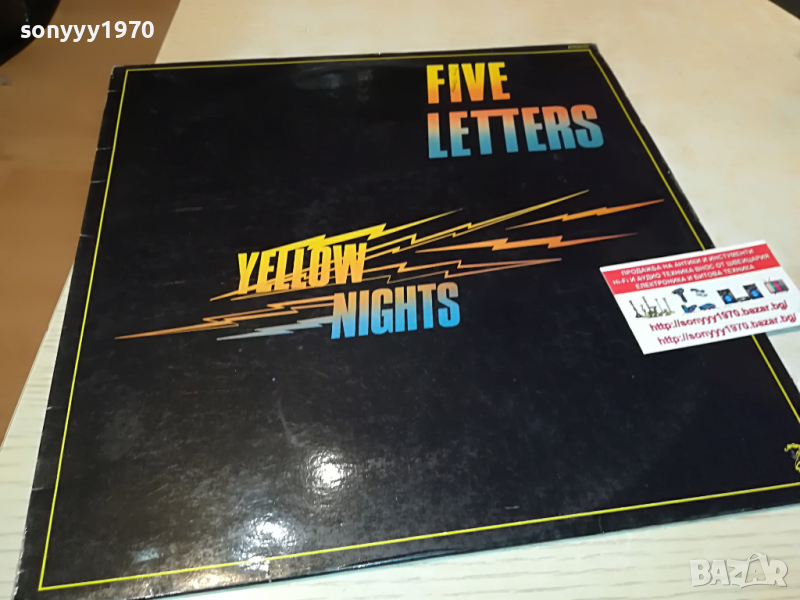 sonyyy1970
FIVE
LETTERS
YELLOW
NIGHTS
ПРОДАЖБА НА АНТИКИ И ИНСТУМЕНТИ
Hi-Fi И АУДИО ТЕХНИКА ВНОС ОТ ШВЕЙЦАРИЯ
ЕЛЕКТРОНИКА И БИТОВА ТЕХНИКА
http://sonyyy1970.bazar.bg/
http://sonyyy1970.bazar.bg/
BAZAR